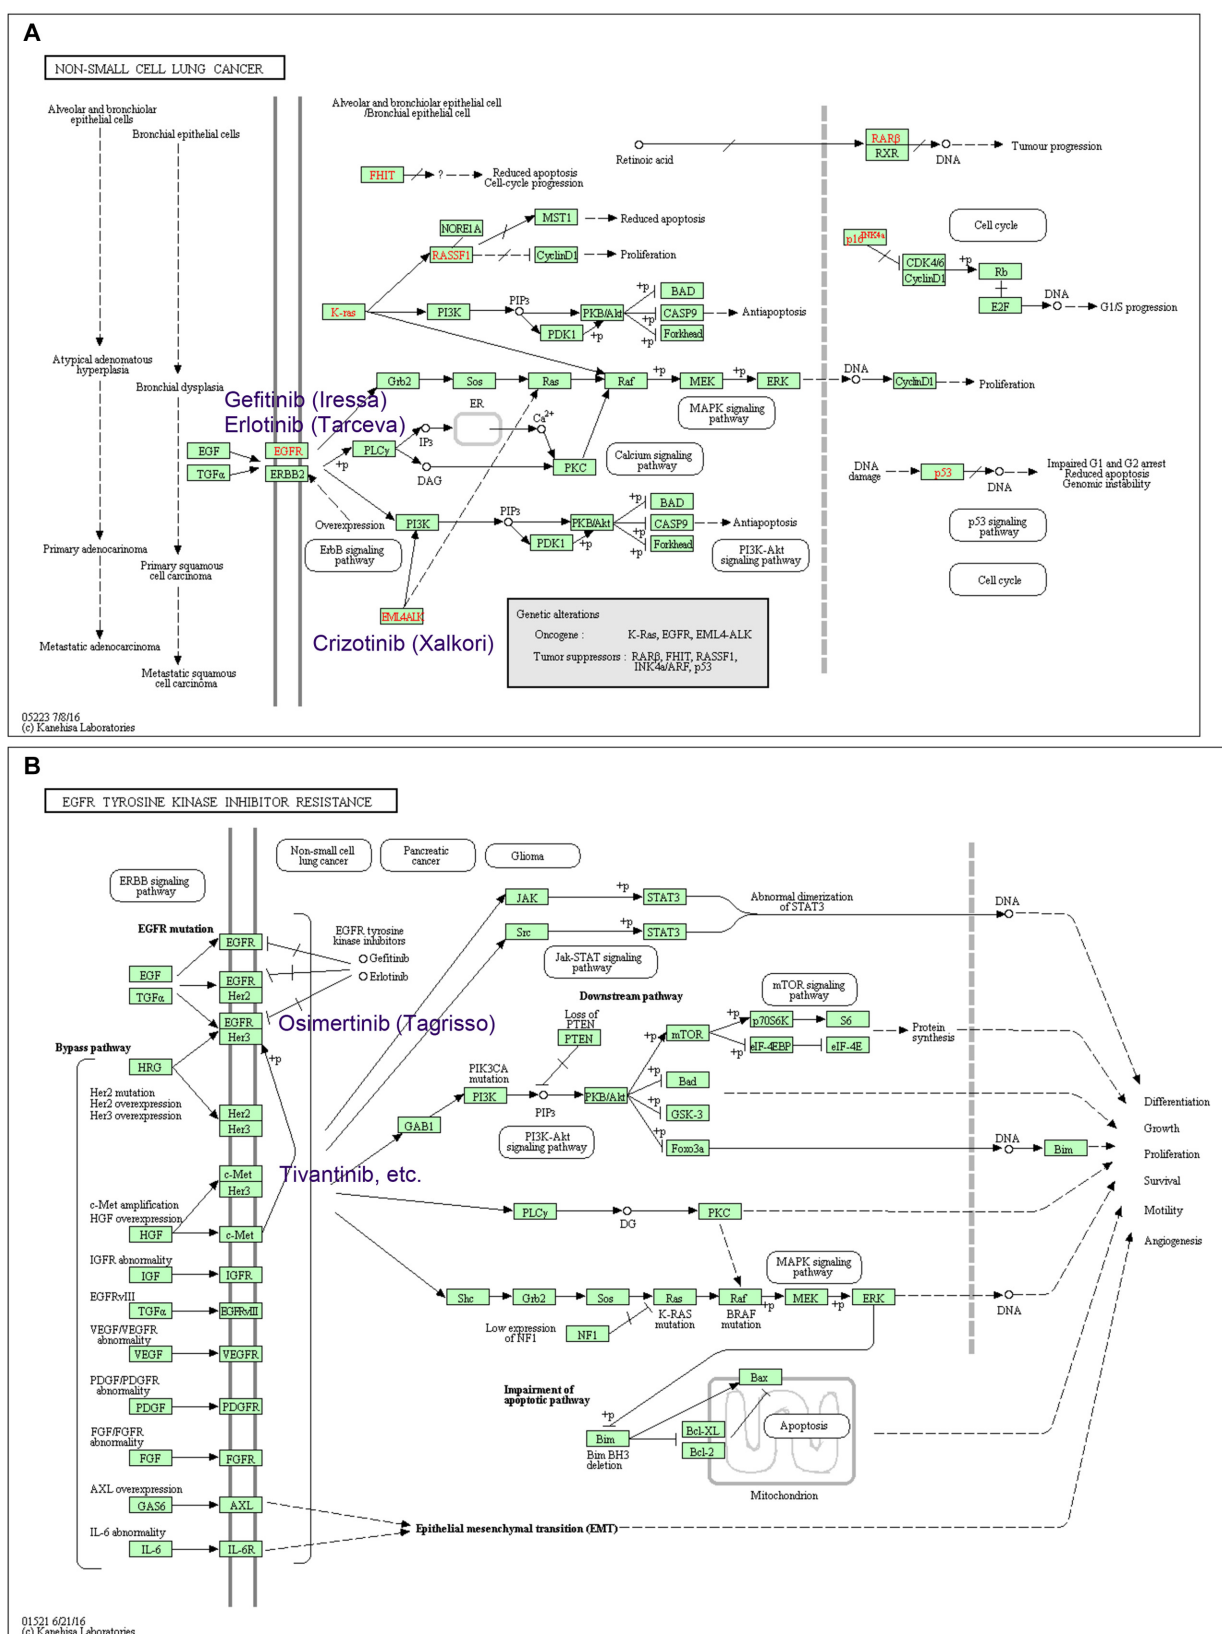 A
NON-SMALL CELL LUNG CANCER
Alveolar and bronchiolar
epithelial cells
Bronchial epithelial cells
Atypical adenomatous
hyperplasia
Bronchial dysplasia
Primary adenocarinoma
Primary squamous
cell carcinoma
Metastatic adenocarcinoma
Metastatic squamous
cell carcinoma
Alveolar and bronchiolar epithelial cell
/Bronchial epithelial cell
Retinoic acid
RARβ
RXR
DNA
Tumour progression
FHIT
?
Reduced apoptosis
Cell-cycle progression
NORE1A
MST1
Reduced apoptosis
RASSF1
CyclinD1
Proliferation
p16INK4a
Cell cycle
CDK4/6
CyclinD1
+p
Rb
E2F
DNA
G1/S progression
K-ras
PI3K
PIP3
PDK1
+p
PKB/Akt
+p
+p
+p
BAD
CASP9
Forkhead
Antiapoptosis
Grb2
Sos
Ras
Raf
+p
MEK
+p
ERK
DNA
CyclinD1
Proliferation
MAPK signaling
pathway
Gefitinib (Iressa)
Erlotinib (Tarceva)
EGF
TGFα
EGFR
ERBB2
+p
PLCγ
IP3
ER
Ca2+
DAG
PKC
Calcium signaling
pathway
Overexpression
ErbB signaling
pathway
PI3K
PIP3
PDK1
+p
PKB/Akt
+p
+p
+p
BAD
CASP9
Forkhead
Antiapoptosis
PI3K-Akt
signaling pathway
DNA
damage
p53
DNA
Impaired G1 and G2 arrest
Reduced apoptosis
Genomic instability
p53 signaling
pathway
Cell cycle
EML4ALK
Crizotinib (Xalkori)
Genetic alterations
Oncogene : K-Ras, EGFR, EML4-ALK
Tumor suppressors : RARβ, FHIT, RASSF1,
INK4a/ARF, p53
05223 7/8/16
(c) Kanehisa Laboratories
B
EGFR TYROSINE KINASE INHIBITOR RESISTANCE
ERBB signaling
pathway
Non-small cell
lung cancer
Pancreatic
cancer
Glioma
EGFR mutation
EGF
TGFα
EGFR
EGFR
Her2
EGFR
Her3
EGFR tyrosine
kinase inhibitors
Gefitinib
Erlotinib
Osimertinib (Tagrisso)
Bypass pathway
HRG
+p
Her2 mutation
Her2 overexpression
Her3 overexpression
Her2
Her3
c-Met
Her3
c-Met amplification
HGF overexpression
HGF
c-Met
Tivantinib, etc.
IGFR abnormality
IGF
IGFR
EGFRvIII
TGFα
EGFRvIII
VEGF/VEGFR
abnormality
VEGF
VEGFR
PDGF/PDGFR
abnormality
PDGF
PDGFR
FGF/FGFR
abnormality
FGF
FGFR
AXL overexpression
GAS6
AXL
IL-6 abnormality
IL-6
IL-6R
JAK
+p
STAT3
Src
+p
STAT3
Abnormal dimerization
of STAT3
DNA
Jak-STAT signaling
pathway
Downstream pathway
mTOR signaling
pathway
Loss of
PTEN
PTEN
PIK3CA
mutation
PI3K
PIP3
PKB/Akt
GAB1
PI3K-Akt
signaling pathway
+p
mTOR
+p
+p
p70S6K
S6
eIF-4EBP
eIF-4E
Protein
synthesis
+p
Bad
+p
GSK-3
+p
Foxo3a
DNA
Bim
Differentiation
Growth
Proliferation
Survival
Motility
Angiogenesis
PLCγ
DG
PKC
MAPK signaling
pathway
Shc
Grb2
Sos
Ras
Raf
+p
MEK
+p
ERK
DNA
K-RAS
mutation
BRAF
mutation
Low expression
of NF1
NF1
Impairment of
apoptotic pathway
+p
Bim
Bim BH3
deletion
Bax
Bcl-XL
Bcl-2
Apoptosis
Mitochondrion
Epithelial mesenchymal transition (EMT)
01521 6/21/16
(c) Kanehisa Laboratories